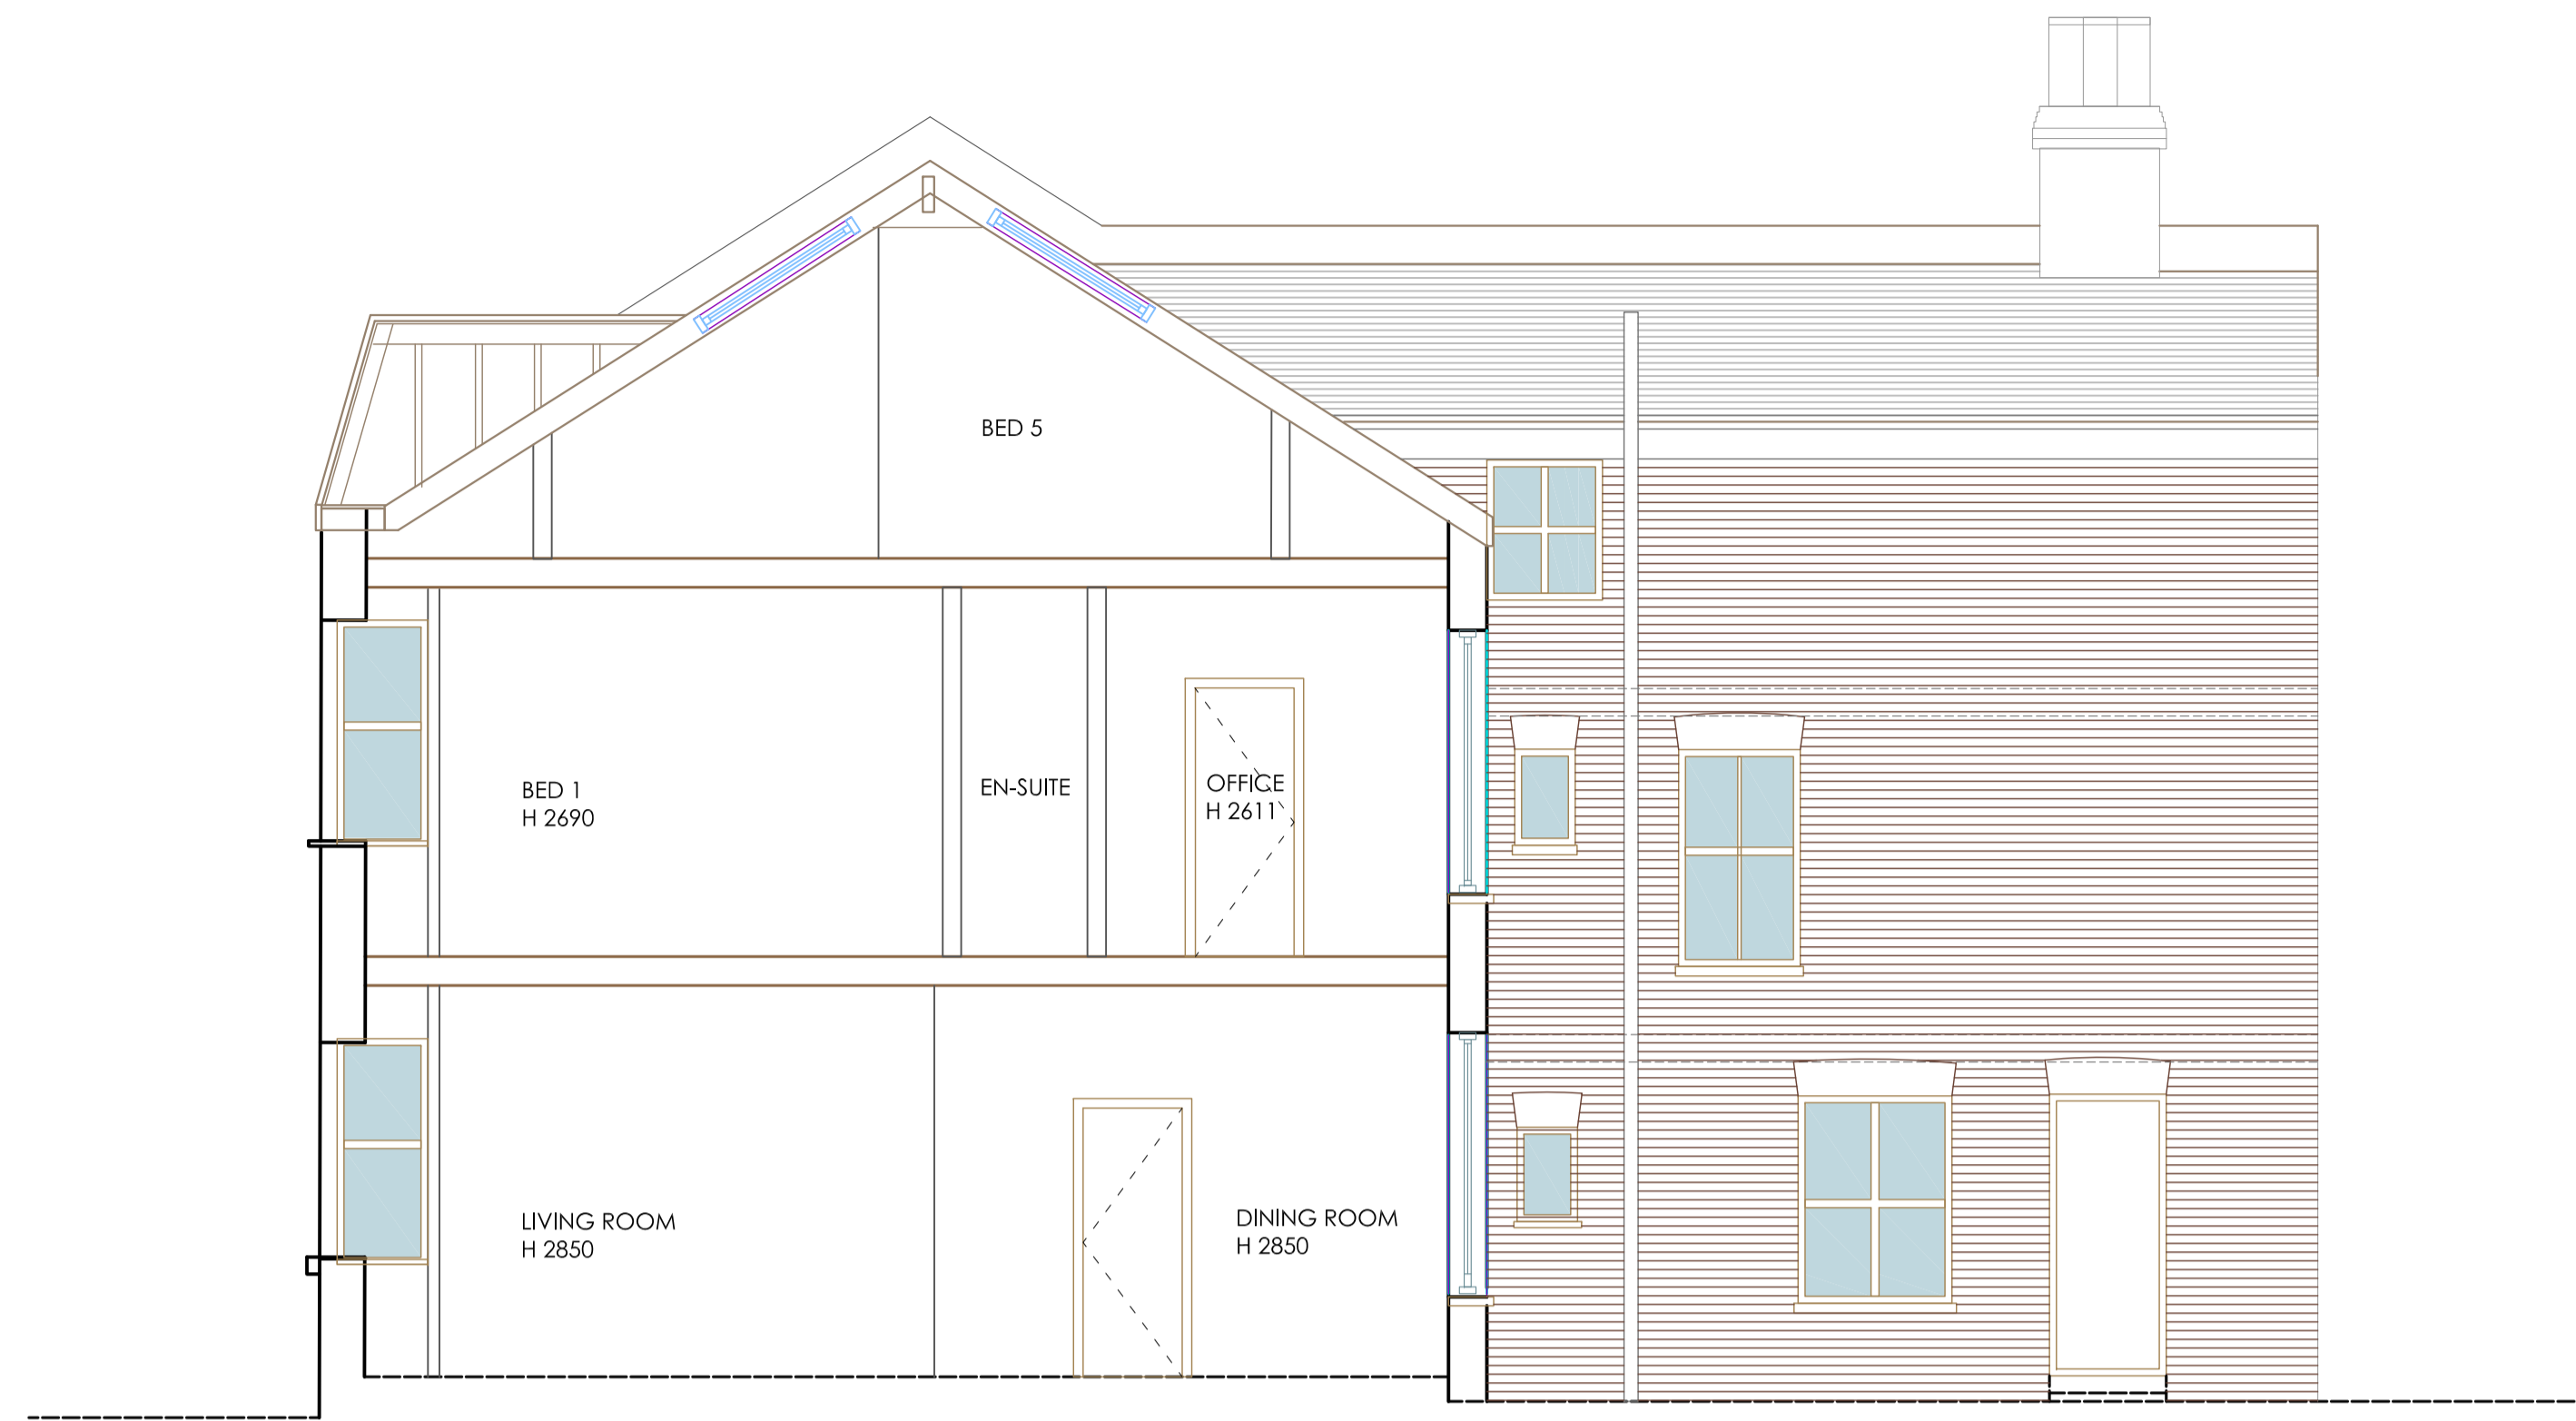 BED 5
BED 1
H 2690
EN-SUITE
OFFICE
H 2611
LIVING ROOM
H 2850
DINING ROOM
H 2850